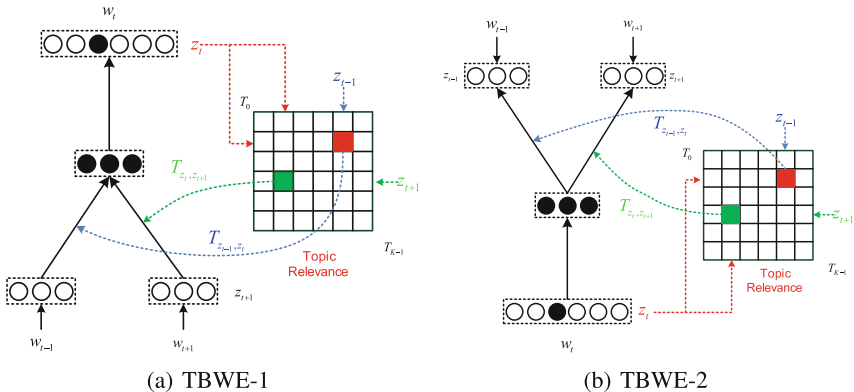 w_t
z_t
z_{t-1}
T_0
T_{z_t, z_{t+1}}
z_{t+1}
T_{z_{t-1}, z_t}
T_{K-1}
Topic
Relevance
z_{t+1}
w_{t-1}
w_{t+1}
(a) TBWE-1
w_{t-1}
w_{t+1}
z_{t-1}
z_{t+1}
T_{z_{t-1}, z_t}
z_{t-1}
T_0
T_{z_t, z_{t+1}}
z_{t+1}
T_{K-1}
Topic
Relevance
z_t
w_t
(b) TBWE-2